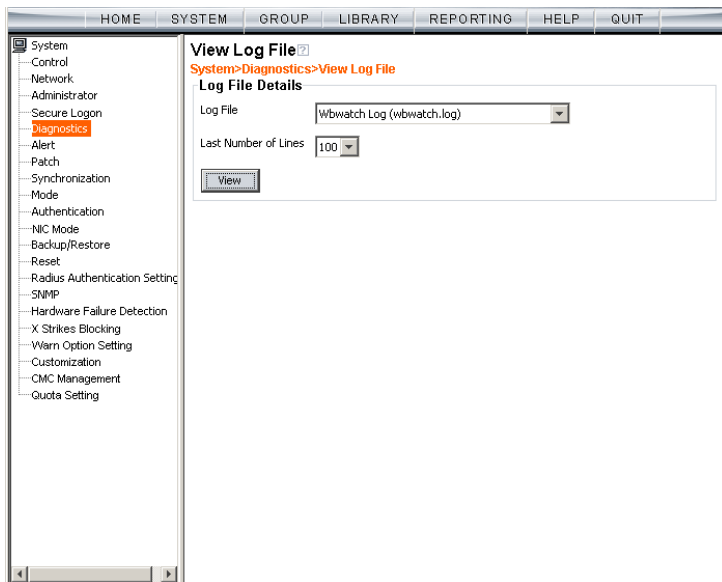 HOME SYSTEM GROUP LIBRARY REPORTING HELP QUIT
System
Control
Network
Administrator
Secure Logon
Diagnostics
Alert
Patch
Synchronization
Mode
Authentication
NIC Mode
Backup/Restore
Reset
Radius Authentication Setting
SNMP
Hardware Failure Detection
X Strikes Blocking
Warn Option Setting
Customization
CMC Management
Quota Setting
View Log File ?
System>Diagnostics>View Log File
Log File Details
Log File Wbwatch Log (wbwatch.log)
Last Number of Lines 100
View